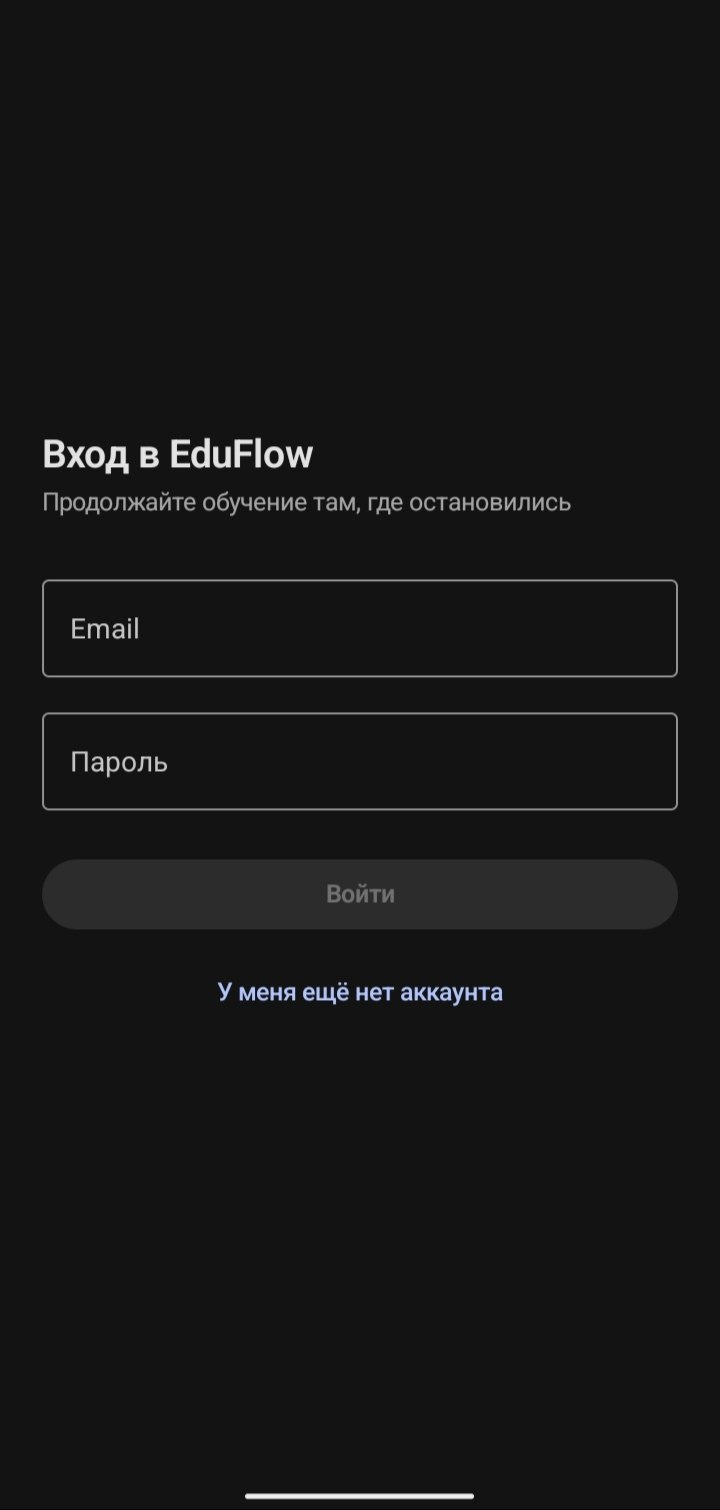 Вход в EduFlow
Продолжайте обучение там, где остановились
Email
Пароль
Войти
У меня ещё нет аккаунта